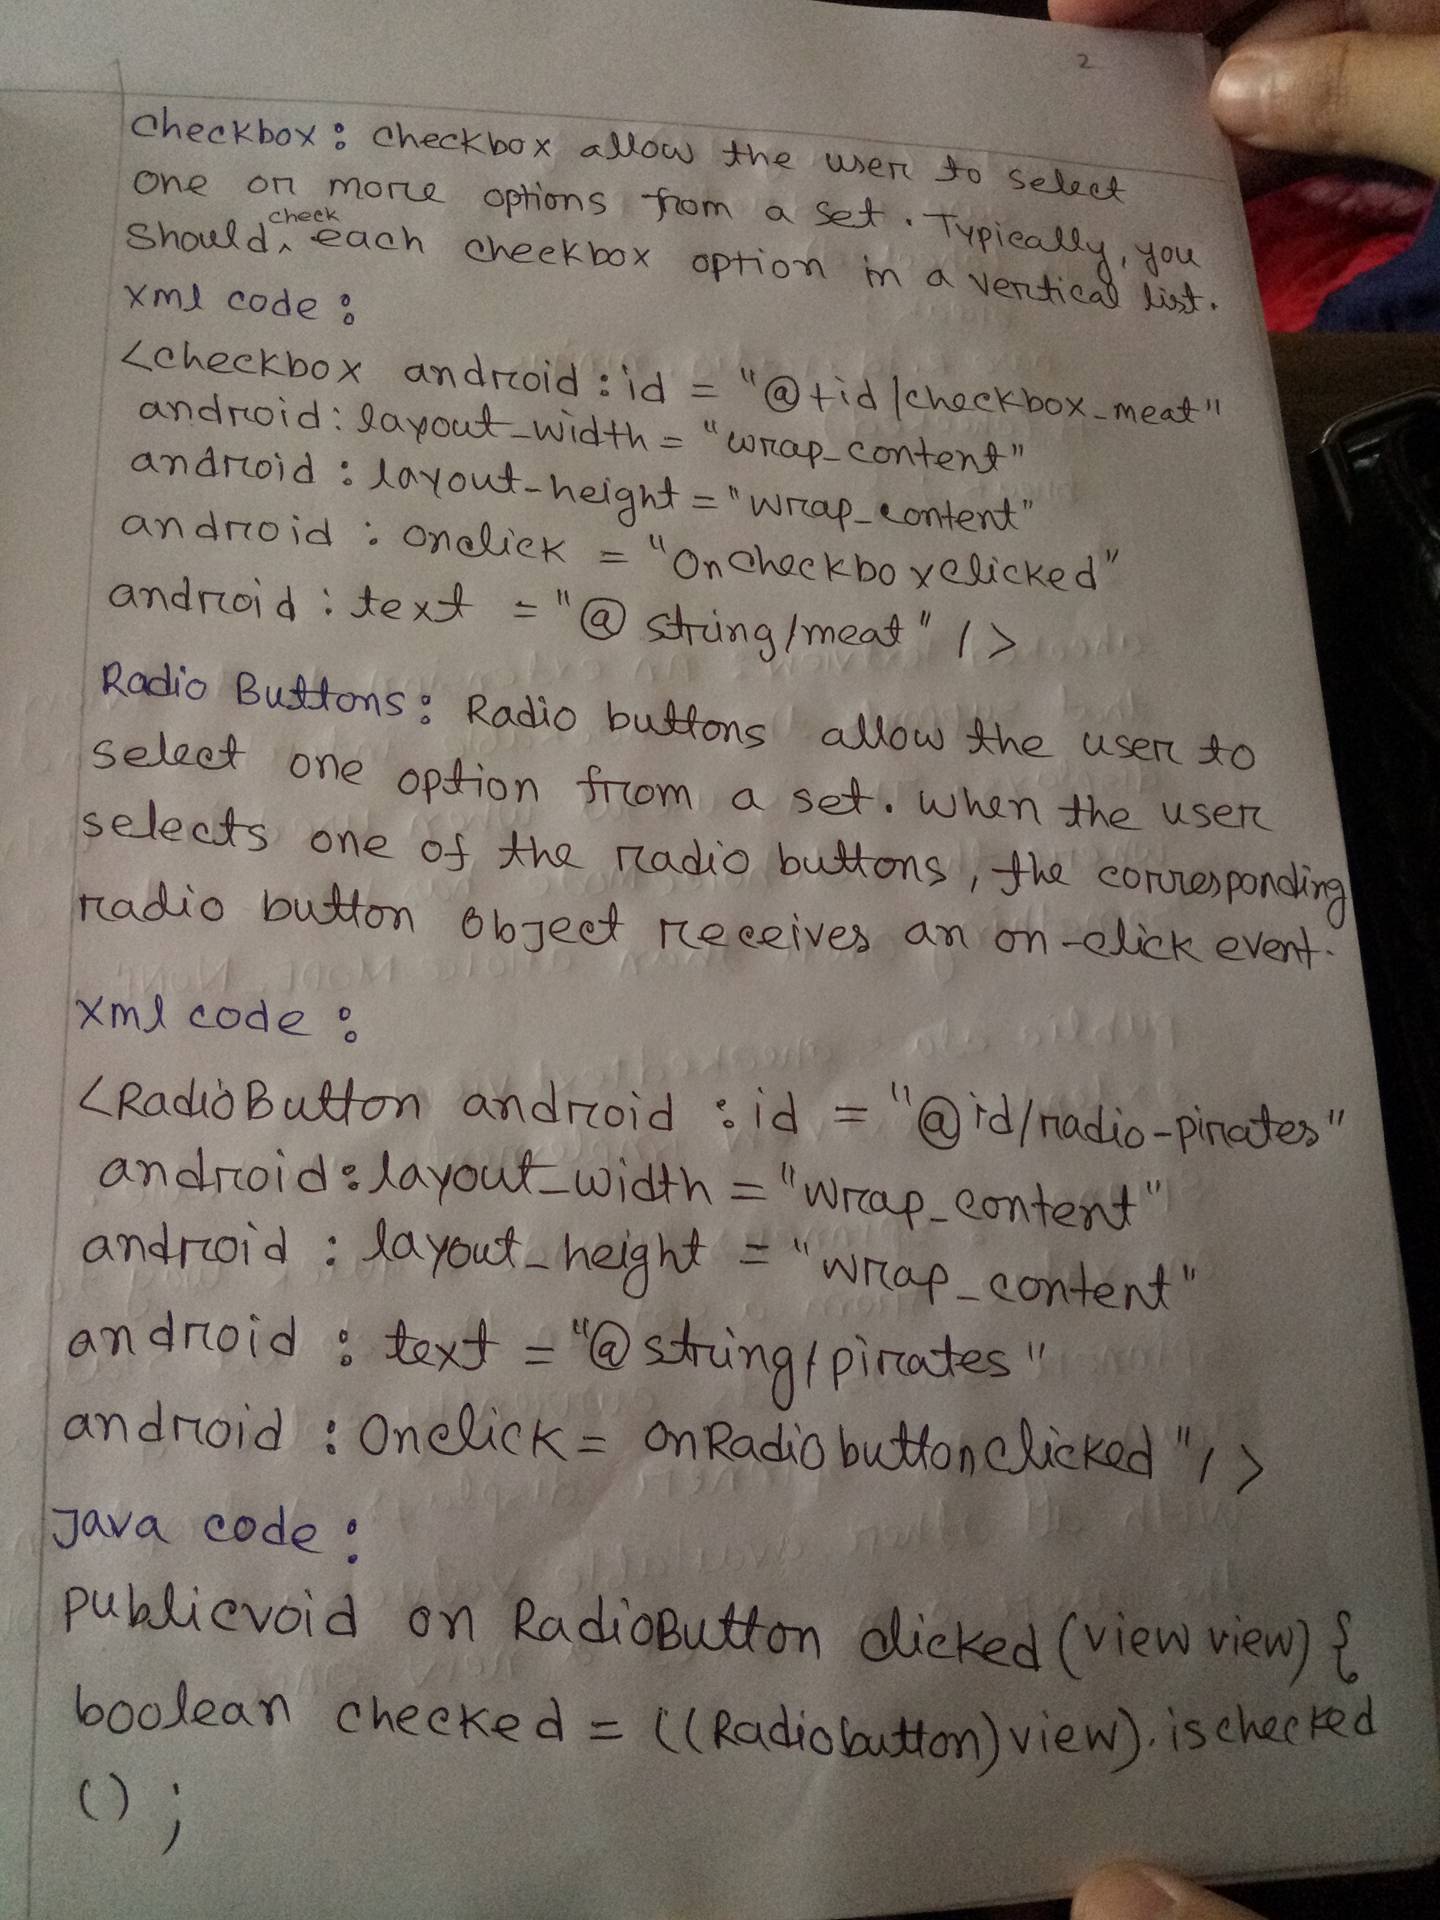 2
Checkbox: Checkbox allow the user to select
one or more options from a set. Typically, you
should check each checkbox option in a vertical list.
Xml code:
<Checkbox android:id = "@+id/checkbox_meat"
android:layout_width = "wrap_content"
android:layout-height = "wrap_content"
android:onclick = "OnCheckboxclicked"
android:text = "@string/meat" />
Radio Buttons: Radio buttons allow the user to
select one option from a set. When the user
selects one of the radio buttons, the corresponding
radio button object receives an on-click event.
Xml code:
<RadioButton android:id = "@id/radio-pirates"
android:layout_width = "wrap_content"
android:layout_height = "wrap_content"
android:text = "@string/pirates"
android:Onclick = onRadiobuttonclicked"/>
Java code:
publicvoid on RadioButton clicked (view view) {
boolean checked = ((Radiobutton) view). ischecked
();